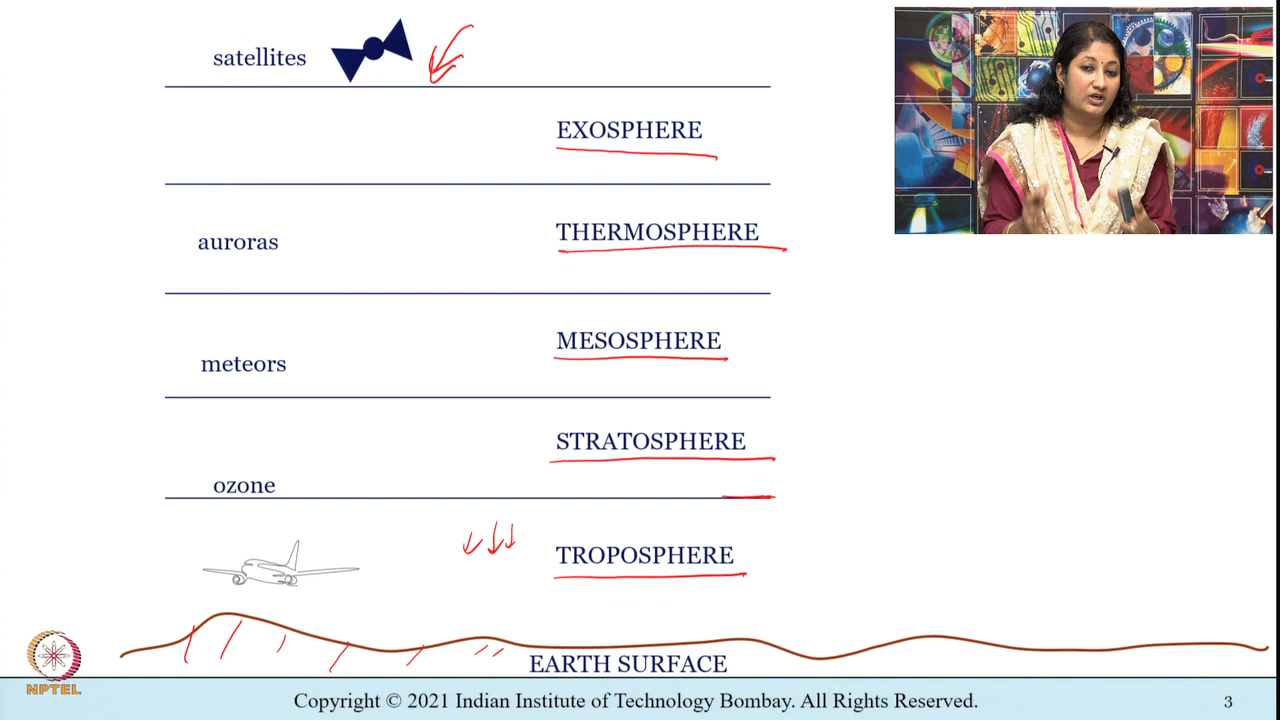 satellites
EXOSPHERE
THERMOSPHERE
auroras
MESOSPHERE
meteors
STRATOSPHERE
ozone
TROPOSPHERE
EARTH SURFACE
NPTEL
Copyright © 2021 Indian Institute of Technology Bombay. All Rights Reserved.
3